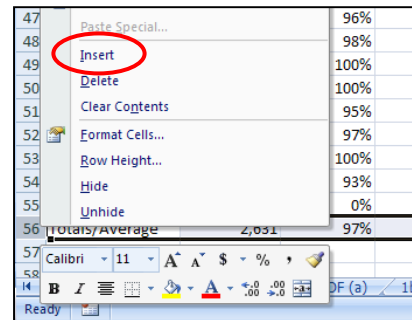 47 Paste Special... 96%
48 98%
49 Insert 100%
50 Delete 100%
51 Clear Contents 95%
52 Format Cells... 97%
53 Row Height... 100%
54 Hide 93%
55 Unhide 0%
56 Totals/Average 2,631 97%
57 Calibri 11 A A $ % ,
58 B I A .00 .0 DF (a)
Ready